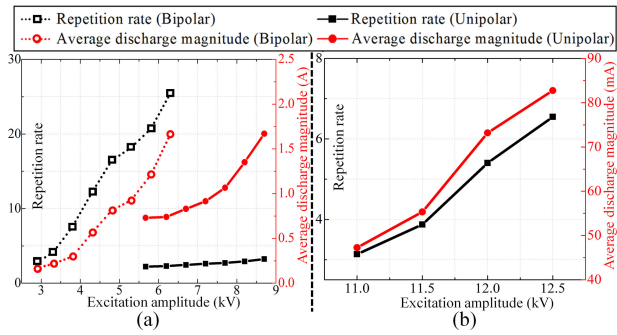 Repetition rate (Bipolar) Repetition rate (Unipolar)
Average discharge magnitude (Bipolar) Average discharge magnitude (Unipolar)
30
20
10
0
Repetition rate
2.5
2.0
1.5
1.0
0.5
0.0
Average discharge magnitude (A)
3 4 5 6 7 8 9
Excitation amplitude (kV)
(a)
8
6
4
Repetition rate
90
80
70
60
50
40
Average discharge magnitude (mA)
11.0 11.5 12.0 12.5
Excitation amplitude (kV)
(b)